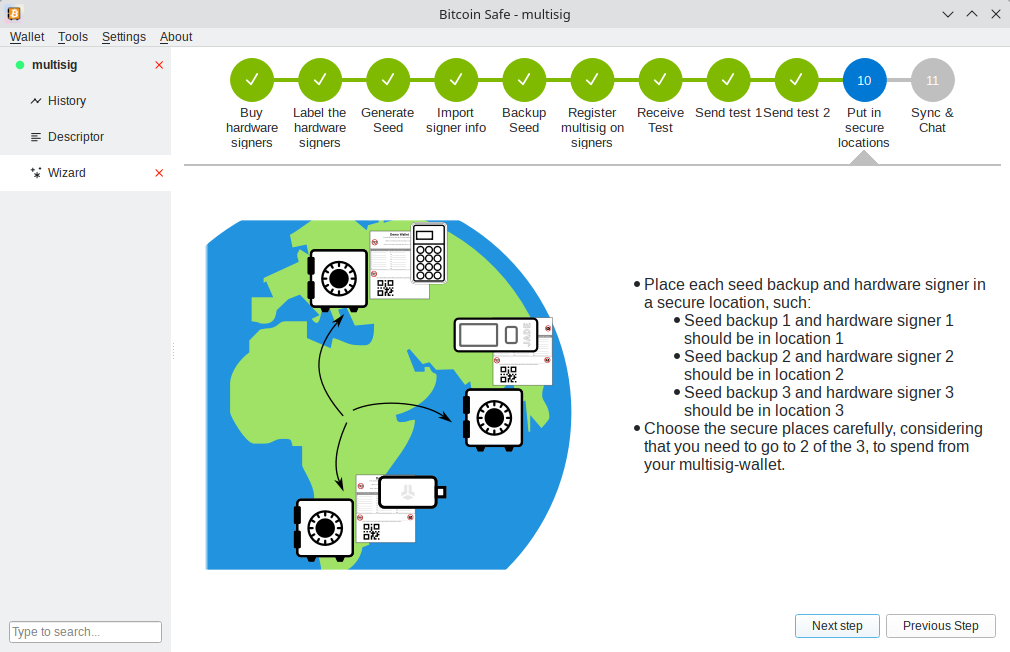 Bitcoin Safe - multisig
Wallet Tools Settings About
multisig
History
Descriptor
Wizard
Type to search...
Buy
hardware
signers
Label the
hardware
signers
Generate
Seed
Import
signer info
Backup
Seed
Register
multisig on
signers
Receive
Test
Send test 1
Send test 2
10
Put in
secure
locations
11
Sync &
Chat
JADE
Place each seed backup and hardware signer in
a secure location, such:
Seed backup 1 and hardware signer 1
should be in location 1
Seed backup 2 and hardware signer 2
should be in location 2
Seed backup 3 and hardware signer 3
should be in location 3
Choose the secure places carefully, considering
that you need to go to 2 of the 3, to spend from
your multisig-wallet.
Next step
Previous Step